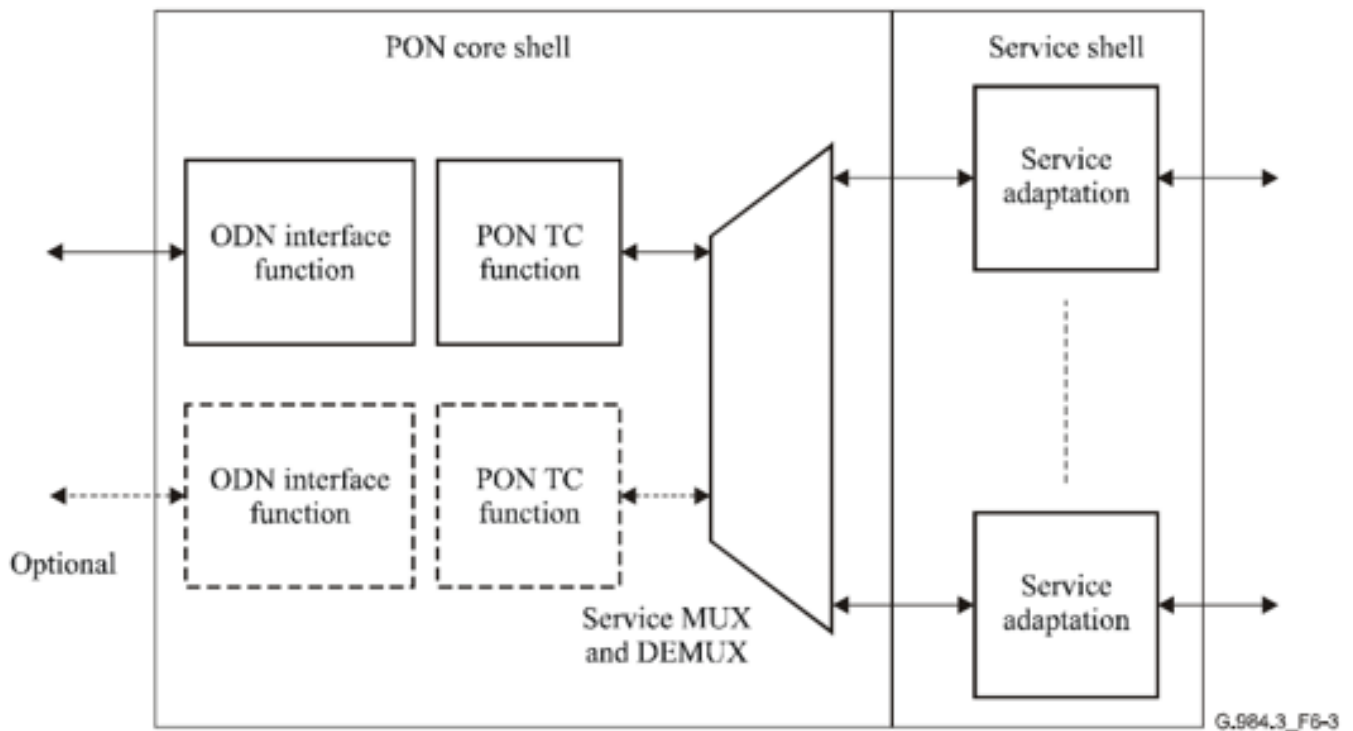 PON core shell
Service shell
ODN interface
function
PON TC
function
Service
adaptation
ODN interface
function
PON TC
function
Optional
Service MUX
and DEMUX
Service
adaptation
G.984.3_F6-3